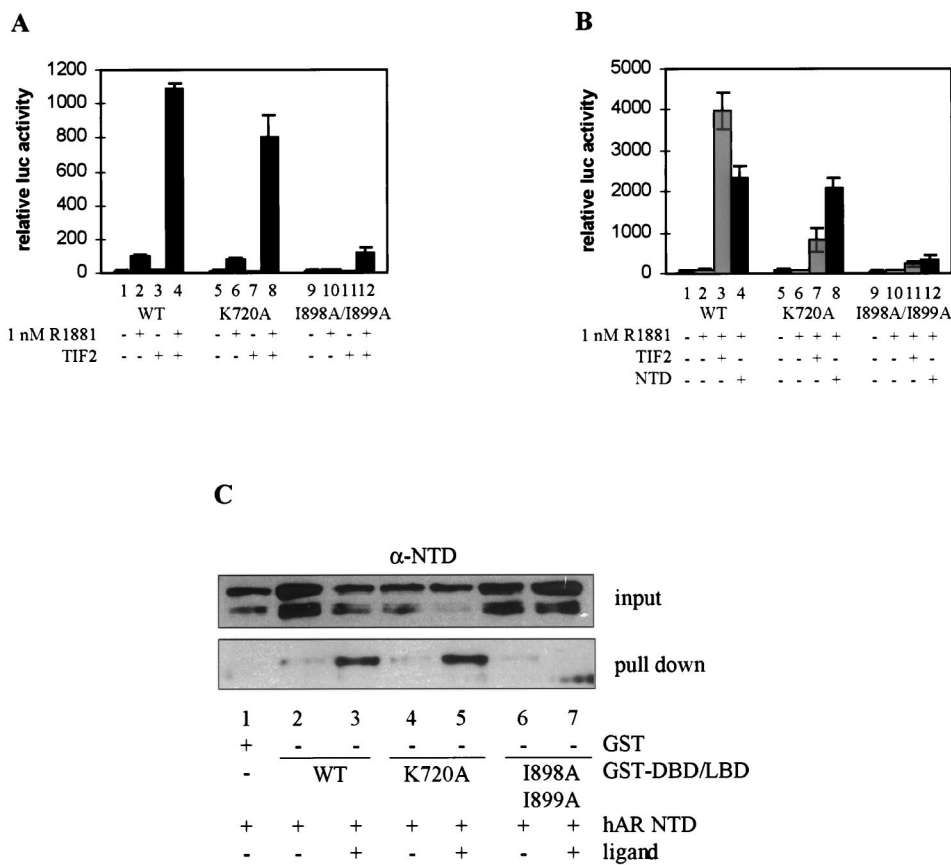 A
relative luc activity
1200
1000
800
600
400
200
0
1 2 3 4 5 6 7 8 9 10 11 12
WT K720A I898A/I899A
1 nM R1881 - + - + - + - + - + - +
TIF2 - - + + - - + + - - + +
B
relative luc activity
5000
4000
3000
2000
1000
0
1 2 3 4 5 6 7 8 9 10 11 12
WT K720A I898A/I899A
1 nM R1881 - + + + - + + + - + + +
TIF2 - - + - - - + - - - + -
NTD - - - + - - - + - - - +
C
α-NTD
input
pull down
1 2 3 4 5 6 7
+ - - - - - - GST
- WT K720A I898A GST-DBD/LBD
I899A
+ + + + + + + hAR NTD
- - + - + - + ligand